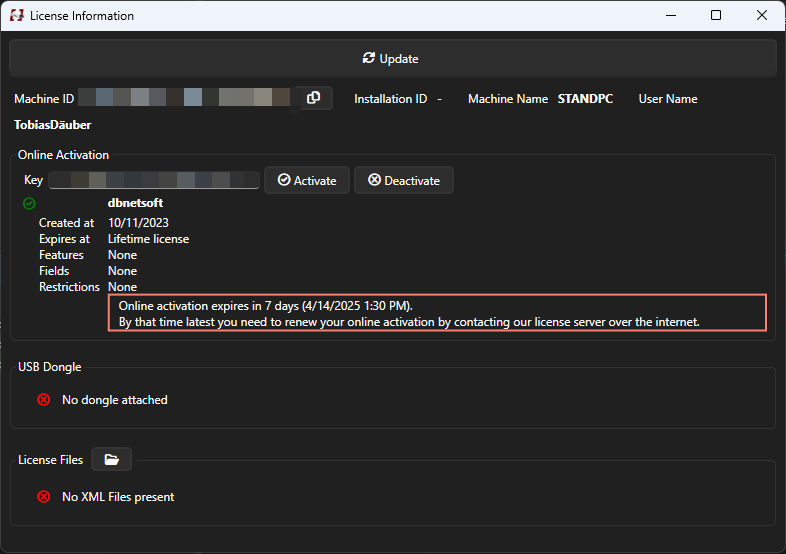 License Information
Update
Machine ID
Installation ID - Machine Name STANDPC User Name
TobiasDäuber
Online Activation
Key Activate Deactivate
dbnetsoft
Created at 10/11/2023
Expires at Lifetime license
Features None
Fields None
Restrictions None
Online activation expires in 7 days (4/14/2025 1:30 PM).
By that time latest you need to renew your online activation by contacting our license server over the internet.
USB Dongle
No dongle attached
License Files
No XML Files present